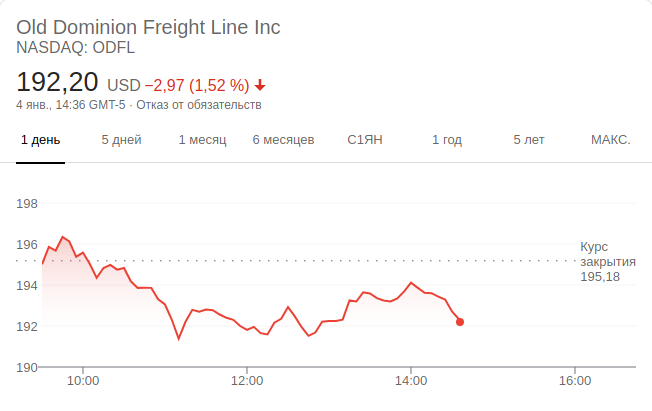 Old Dominion Freight Line Inc
NASDAQ: ODFL
192,20 USD −2,97 (1,52 %)
4 янв., 14:36 GMT-5 · Отказ от обязательств
1 день 5 дней 1 месяц 6 месяцев С1ЯН 1 год 5 лет МАКС.
198
196
194
192
190
Курс
закрытия
195,18
10:00 12:00 14:00 16:00